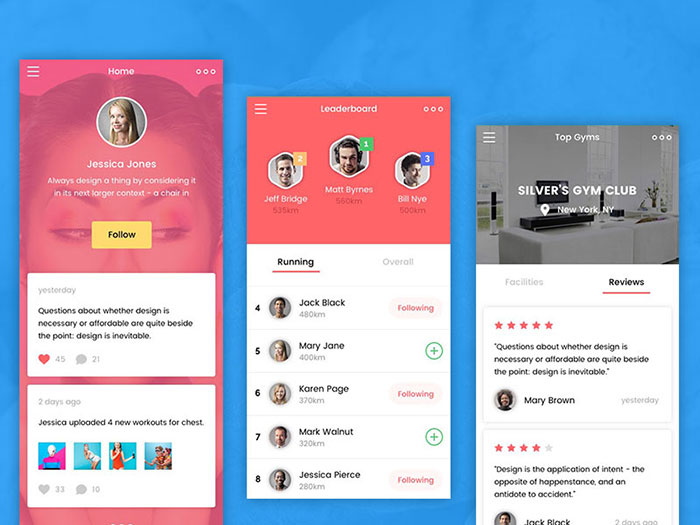 Home
Jessica Jones
Always design a thing by considering it
in its next larger context - a chair in
Follow
yesterday
Questions about whether design is
necessary or affordable are quite beside
the point: design is inevitable.
45 21
2 days ago
Jessica uploaded 4 new workouts for chest.
33 10
Leaderboard
2
1
3
Jeff Bridge
535km
Matt Byrnes
550km
Bill Nye
500km
Running Overall
4 Jack Black
480km
Following
5 Mary Jane
400km
6 Karen Page
370km
Following
7 Mark Walnut
320km
8 Jessica Pierce
280km
Following
Top Gyms
SILVER'S GYM CLUB
New York, NY
Facilities Reviews
"Questions about whether design is
necessary or affordable are quite beside
the point: design is inevitable."
Mary Brown yesterday
"Design is the application of intent - the
opposite of happenstance, and an
antidote to accident."
Jack Black 2 days ago